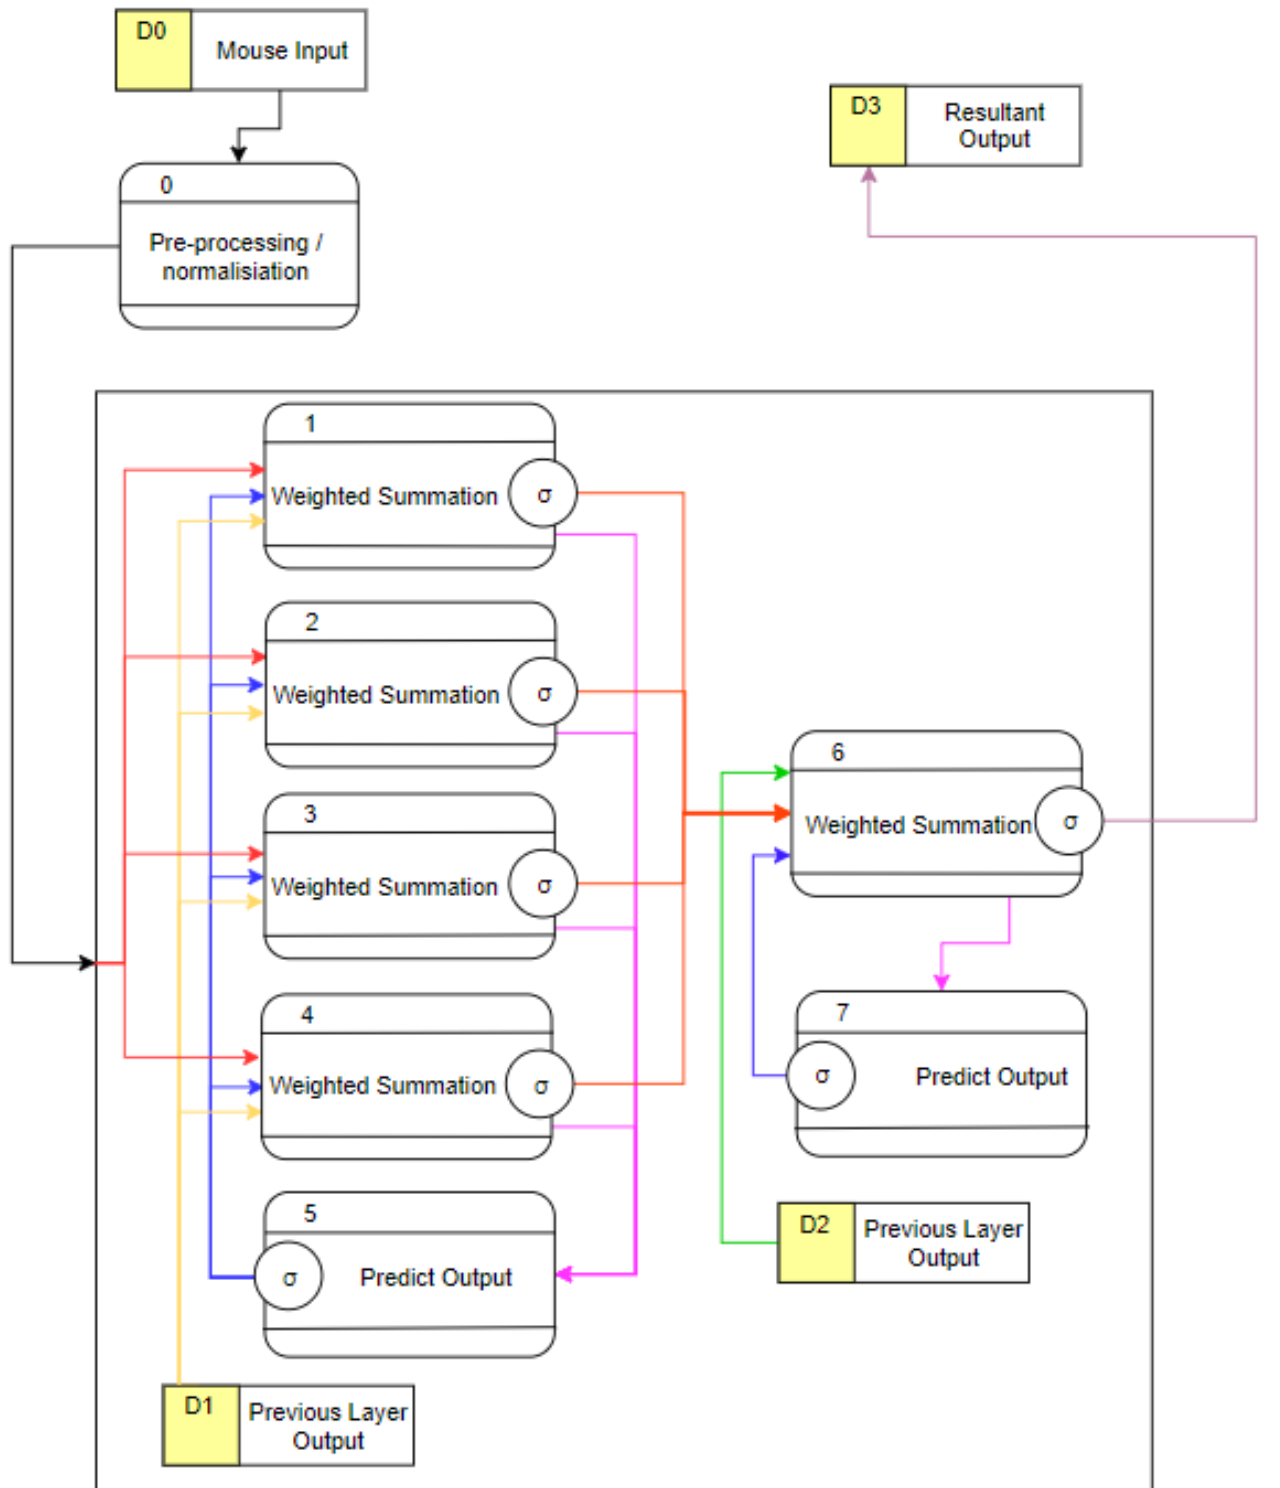 D0
Mouse Input
D3
Resultant
Output
0
Pre-processing /
normalisiation
1
Weighted Summation
σ
2
Weighted Summation
σ
6
Weighted Summation
σ
3
Weighted Summation
σ
4
Weighted Summation
σ
7
σ
Predict Output
5
σ
Predict Output
D2
Previous Layer
Output
D1
Previous Layer
Output